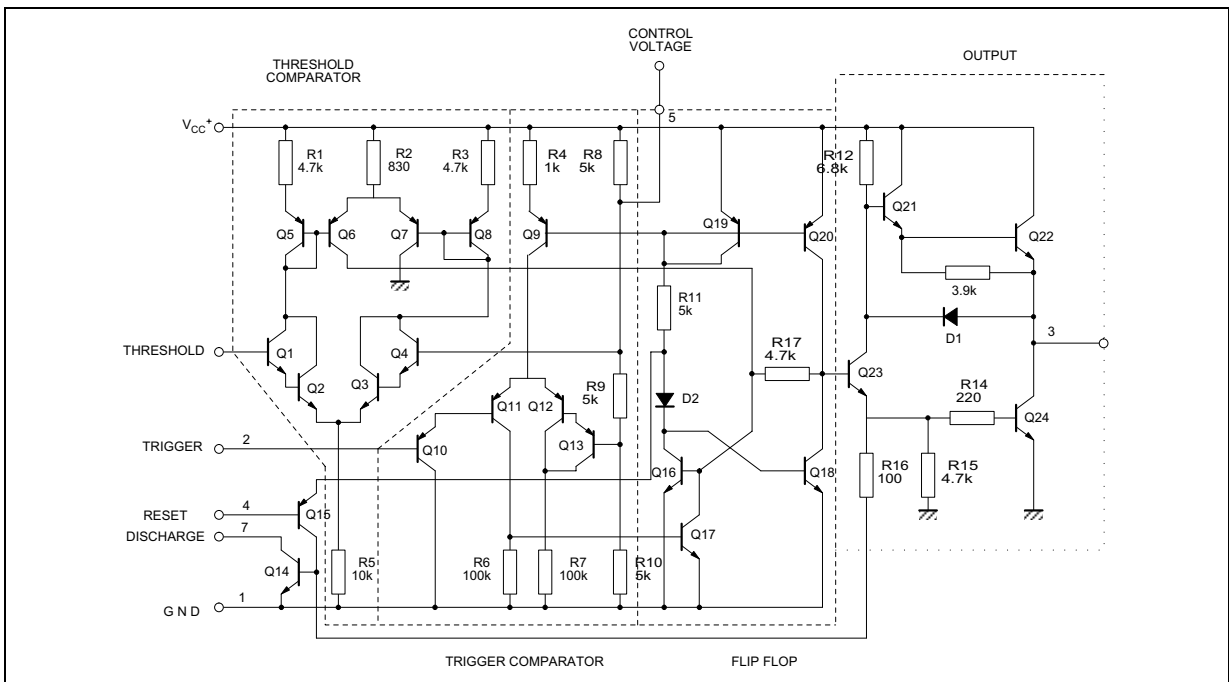 CONTROL
VOLTAGE
OUTPUT
THRESHOLD
COMPARATOR
5
VCC+
R1
4.7k
R2
830
R3
4.7k
R4
1k
R8
5k
R12
6.8k
Q21
Q19
Q5
Q6
Q7
Q8
Q9
Q20
Q22
R11
5k
3.9k
3
D1
THRESHOLD
Q1
Q4
R17
4.7k
Q23
Q2
Q3
R9
5k
D2
R14
220
Q11
Q12
Q24
TRIGGER
2
Q10
Q13
Q16
Q18
R16
100
R15
4.7k
RESET
4
Q15
DISCHARGE
7
Q17
Q14
R5
10k
R6
100k
R7
100k
R10
5k
G N D
1
TRIGGER COMPARATOR
FLIP FLOP